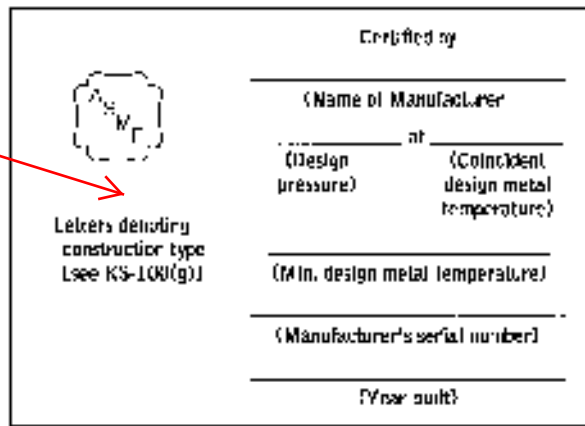 Certified by
(Name of Manufacturer
ASME
at
(Design
pressure)
(Coincident
design metal
temperature)
Letters denoting
construction type
[see KS-100(g)]
(Min. design metal temperature)
(Manufacturer's serial number)
(Year built)